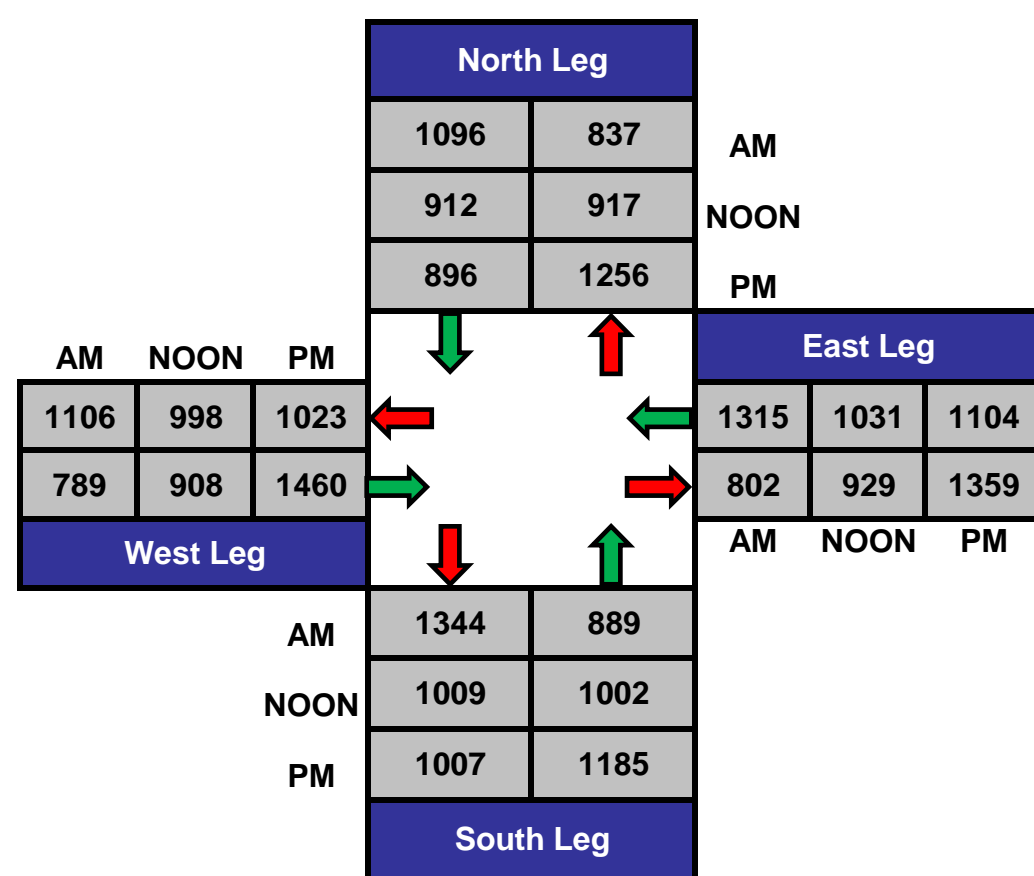 North Leg
1096 837 AM
912 917 NOON
896 1256 PM
East Leg
AM NOON PM
1106 998 1023 1315 1031 1104
789 908 1460 802 929 1359
West Leg AM NOON PM
AM 1344 889
NOON 1009 1002
PM 1007 1185
South Leg